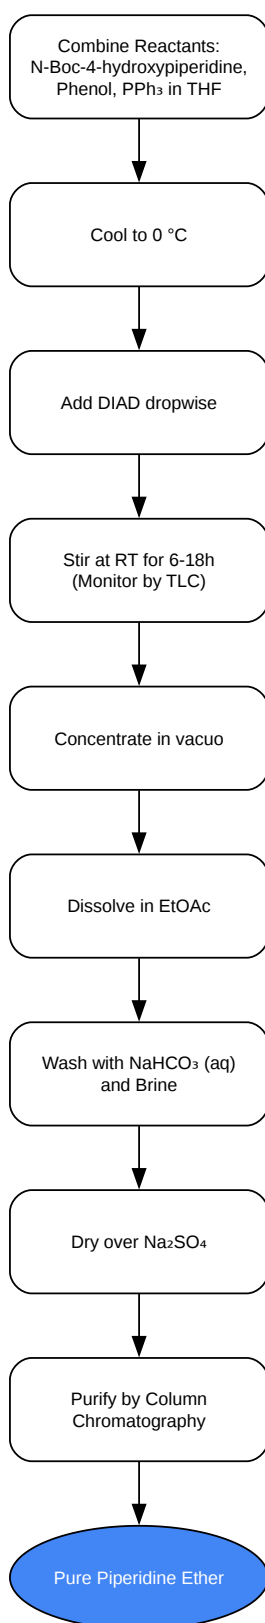 Combine Reactants:
N-Boc-4-hydroxypiperidine,
Phenol, PPh₃ in THF
Cool to 0 °C
Add DIAD dropwise
Stir at RT for 6-18h
(Monitor by TLC)
Concentrate in vacuo
Dissolve in EtOAc
Wash with NaHCO₃ (aq)
and Brine
Dry over Na₂SO₄
Purify by Column
Chromatography
Pure Piperidine Ether